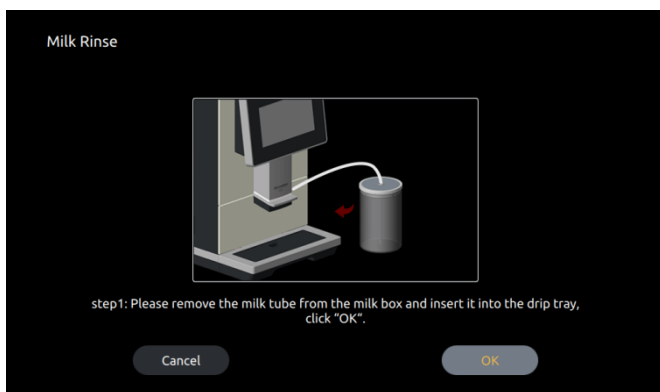 Milk Rinse
step1: Please remove the milk tube from the milk box and insert it into the drip tray,
click "OK".
Cancel
OK